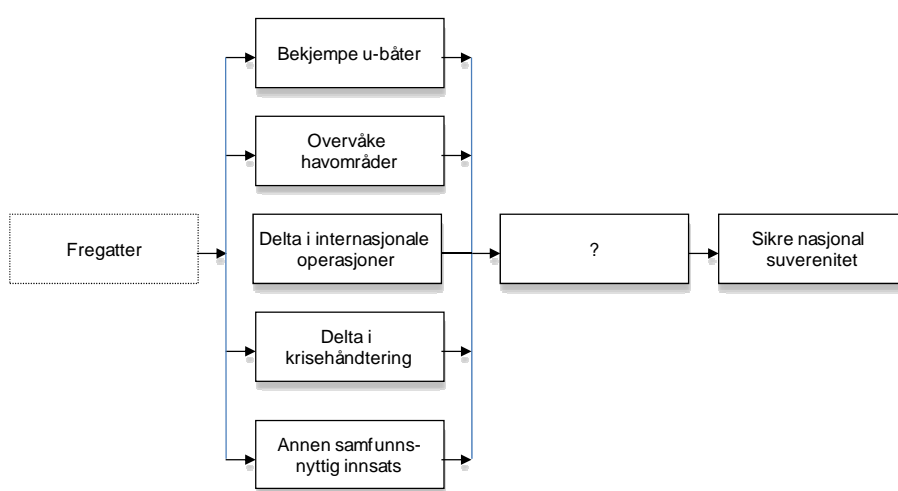 Fregatter
Bekjempe u-båter
Overvåke
havområder
Delta i internasjonale
operasjoner
Delta i
krisehåndtering
Annen samfunns-
nyttig innsats
?
Sikre nasjonal
suverenitet